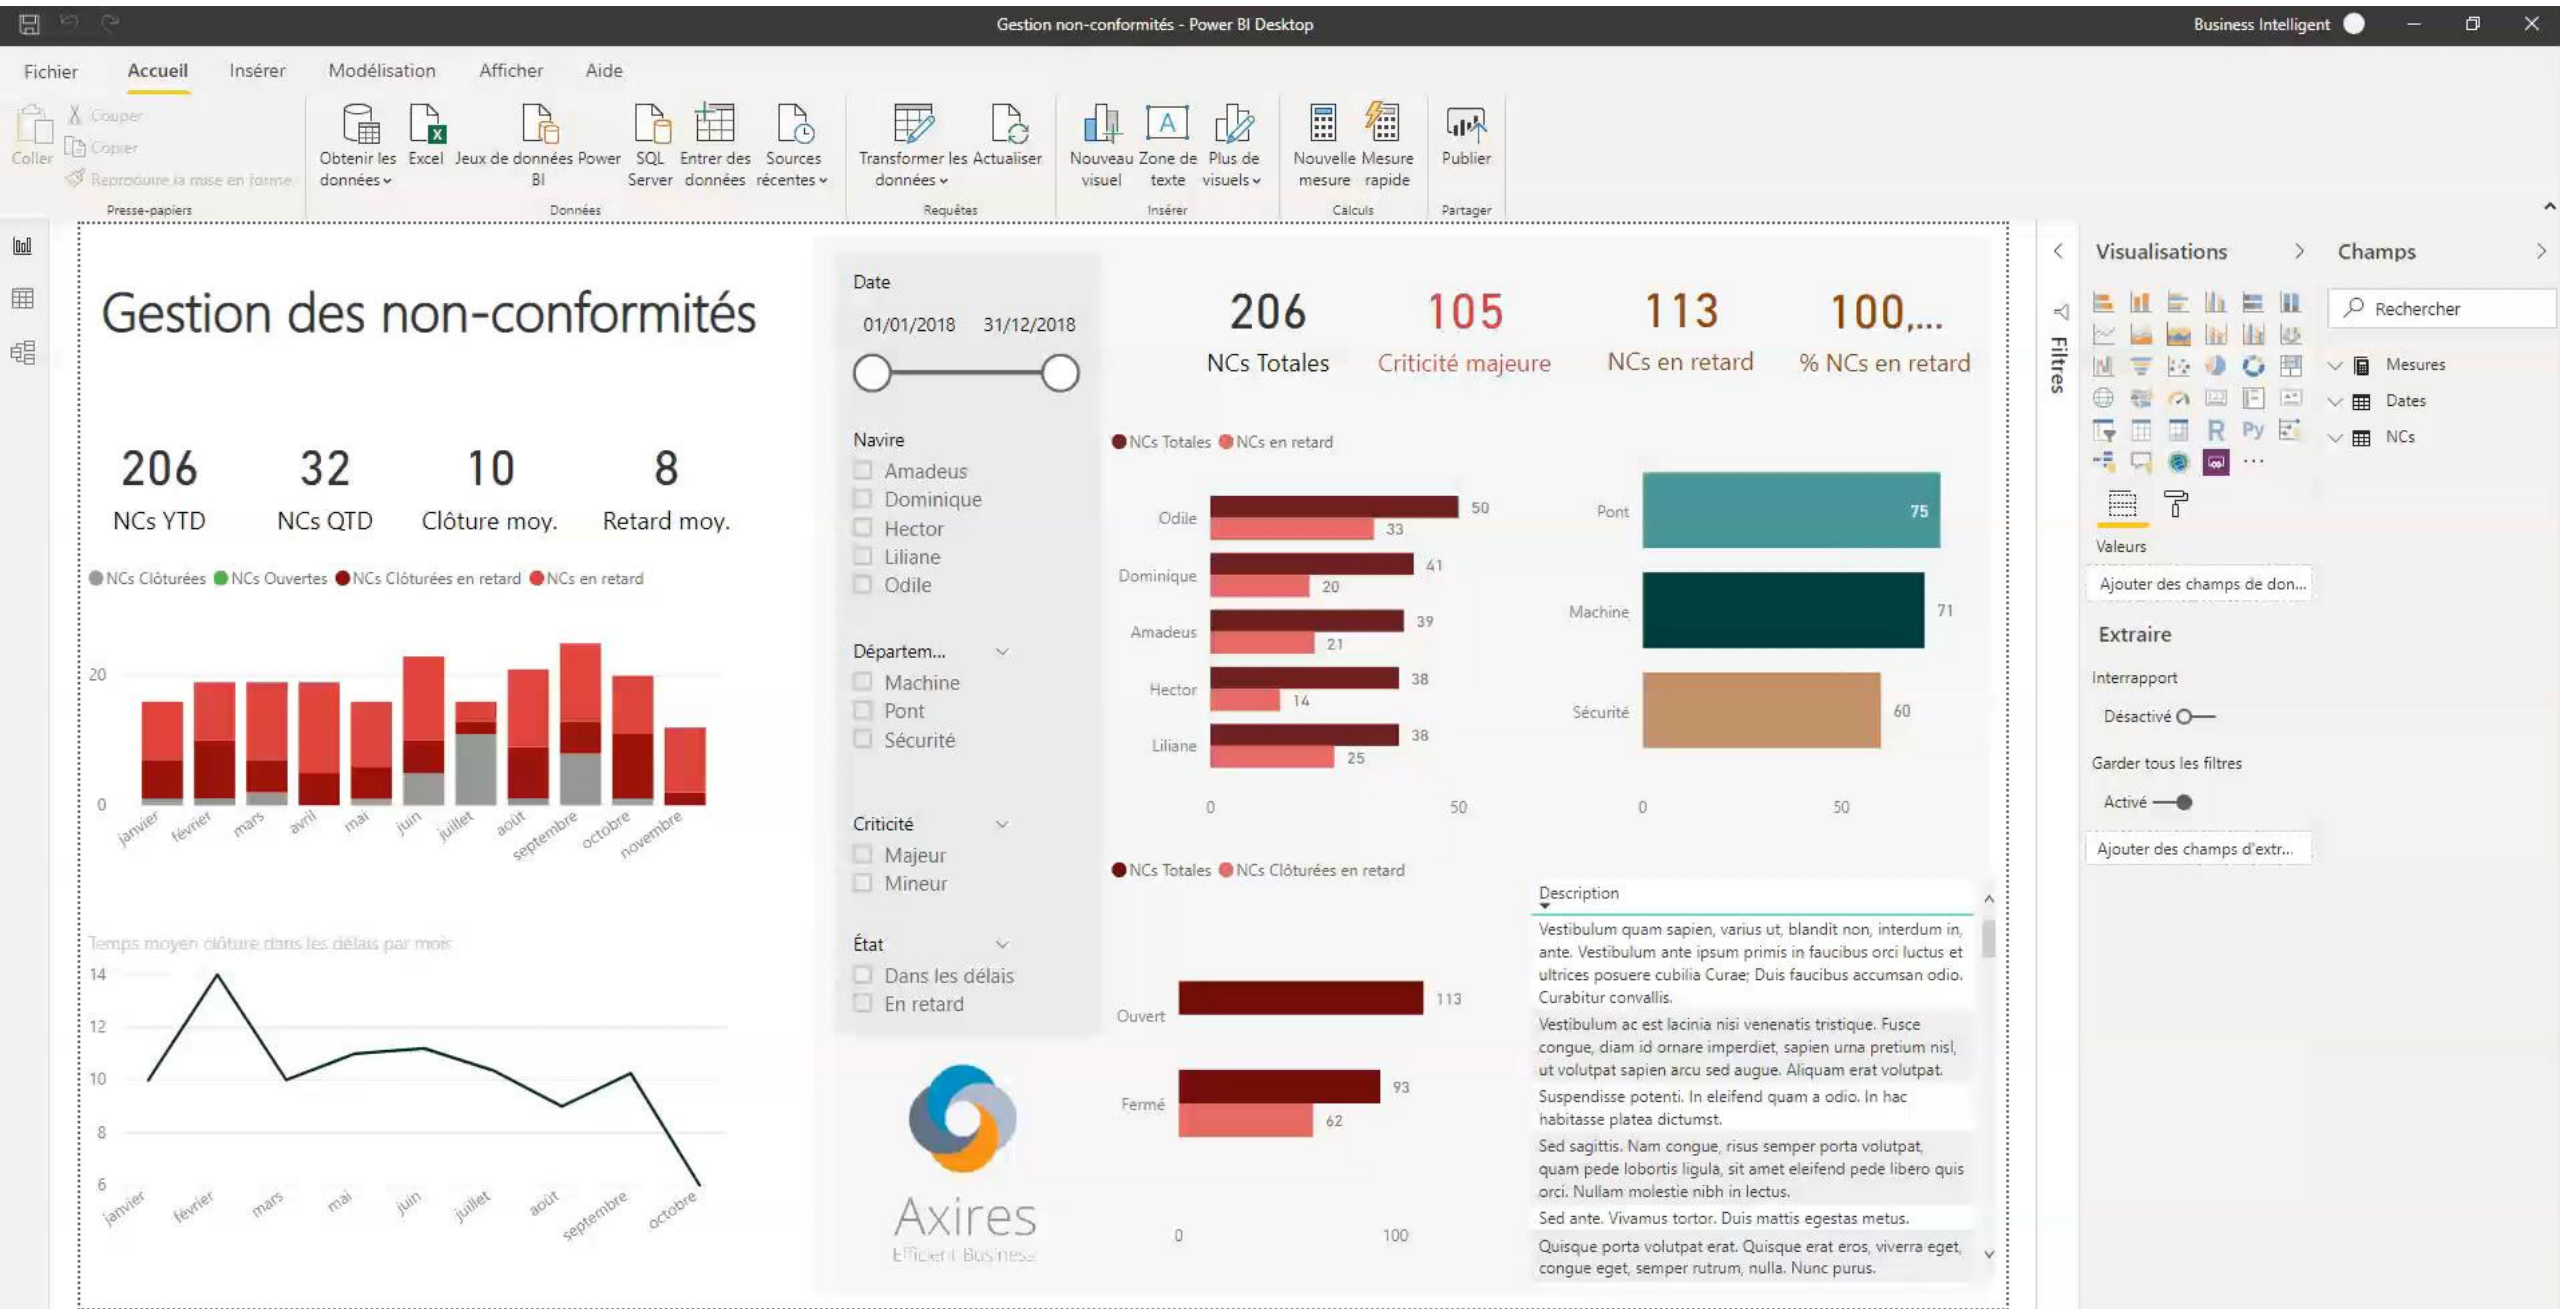 Gestion non-conformités - Power BI Desktop
Business Intelligent
Fichier Accueil Insérer Modélisation Afficher Aide
Coller
Couper
Copier
Reproduire la mise en forme
Presse-papiers
Obtenir les données
Excel
Jeux de données Power BI
SQL Server
Entrer des données
Sources récentes
Données
Transformer les données
Actualiser
Requêtes
Nouveau visuel
Zone de texte
Plus de visuels
Insérer
Nouvelle mesure
Mesure rapide
Calculs
Publier
Partager
Gestion des non-conformités
206 32 10 8
NCs YTD NCs QTD Clôture moy. Retard moy.
NCs Clôturées NCs Ouvertes NCs Clôturées en retard NCs en retard
20
0
janvier février mars avril mai juin juillet août septembre octobre novembre
Temps moyen clôture dans les délais par mois
14
12
10
8
6
janvier février mars mai juin juillet août septembre octobre
Date
01/01/2018 31/12/2018
Navire
Amadeus
Dominique
Hector
Liliane
Odile
Départem...
Machine
Pont
Sécurité
Criticité
Majeur
Mineur
État
Dans les délais
En retard
Axires
Efficient Business
206 105 113 100,...
NCs Totales Criticité majeure NCs en retard % NCs en retard
NCs Totales NCs en retard
Odile 50
33
Dominique 41
20
Amadeus 39
21
Hector 38
14
Liliane 38
25
0 50
Pont 75
Machine 71
Sécurité 60
0 50
NCs Totales NCs Clôturées en retard
Ouvert 113
Fermé 93
62
0 100
Description
Vestibulum quam sapien, varius ut, blandit non, interdum in,
ante. Vestibulum ante ipsum primis in faucibus orci luctus et
ultrices posuere cubilia Curae; Duis faucibus accumsan odio.
Curabitur convallis.
Vestibulum ac est lacinia nisi venenatis tristique. Fusce
congue, diam id ornare imperdiet, sapien urna pretium nisl,
ut volutpat sapien arcu sed augue. Aliquam erat volutpat.
Suspendisse potenti. In eleifend quam a odio. In hac
habitasse platea dictumst.
Sed sagittis. Nam congue, risus semper porta volutpat,
quam pede lobortis ligula, sit amet eleifend pede libero quis
orci. Nullam molestie nibh in lectus.
Sed ante. Vivamus tortor. Duis mattis egestas metus.
Quisque porta volutpat erat. Quisque erat eros, viverra eget,
congue eget, semper rutrum, nulla. Nunc purus.
Filtres
Visualisations
R Py
Valeurs
Ajouter des champs de don...
Extraire
Interrapport
Désactivé
Garder tous les filtres
Activé
Ajouter des champs d'extr...
Champs
Rechercher
Mesures
Dates
NCs